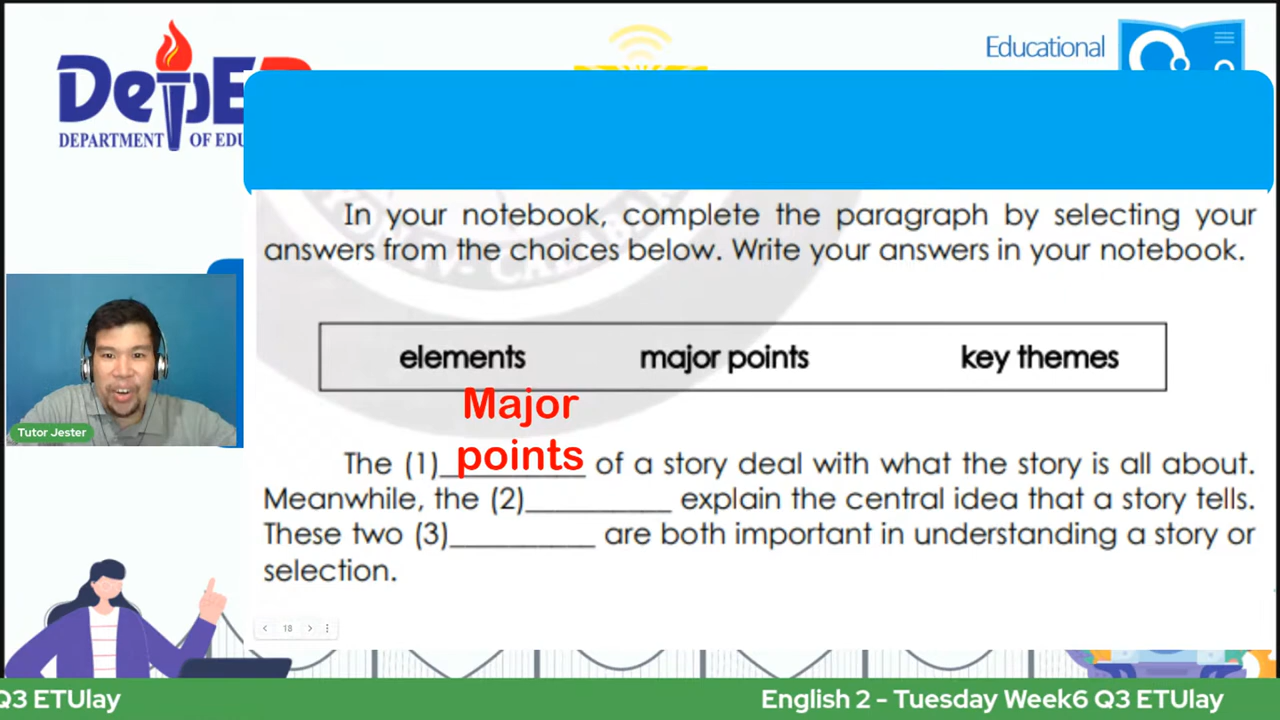 DepED
DEPARTMENT OF EDU
Educational
In your notebook, complete the paragraph by selecting your
answers from the choices below. Write your answers in your notebook.
elements major points key themes
Major
points
The (1)__________ of a story deal with what the story is all about.
Meanwhile, the (2)__________ explain the central idea that a story tells.
These two (3)__________ are both important in understanding a story or
selection.
Tutor Jester
18
Q3 ETUlay
English 2 - Tuesday Week6 Q3 ETUlay